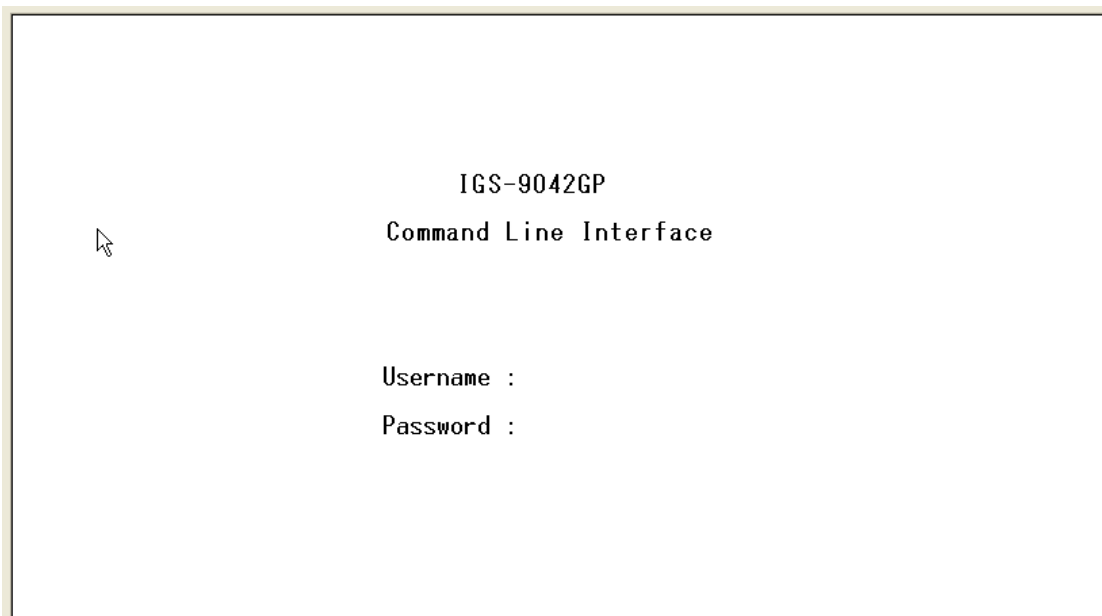 IGS-9042GP
Command Line Interface
Username :
Password :